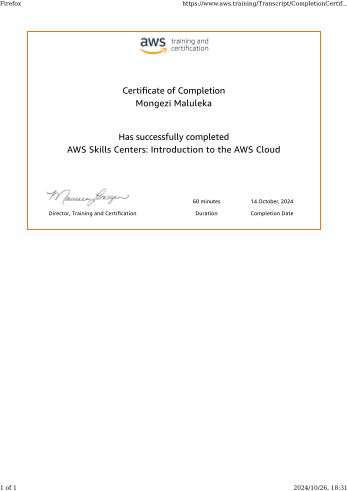 Firefox
https://www.aws.training/Transcript/CompletionCertif...
aws training and certification
Certificate of Completion
Mongezi Maluleka
Has successfully completed
AWS Skills Centers: Introduction to the AWS Cloud
60 minutes
14 October, 2024
Director, Training and Certification
Duration
Completion Date
1 of 1
2024/10/26, 18:31